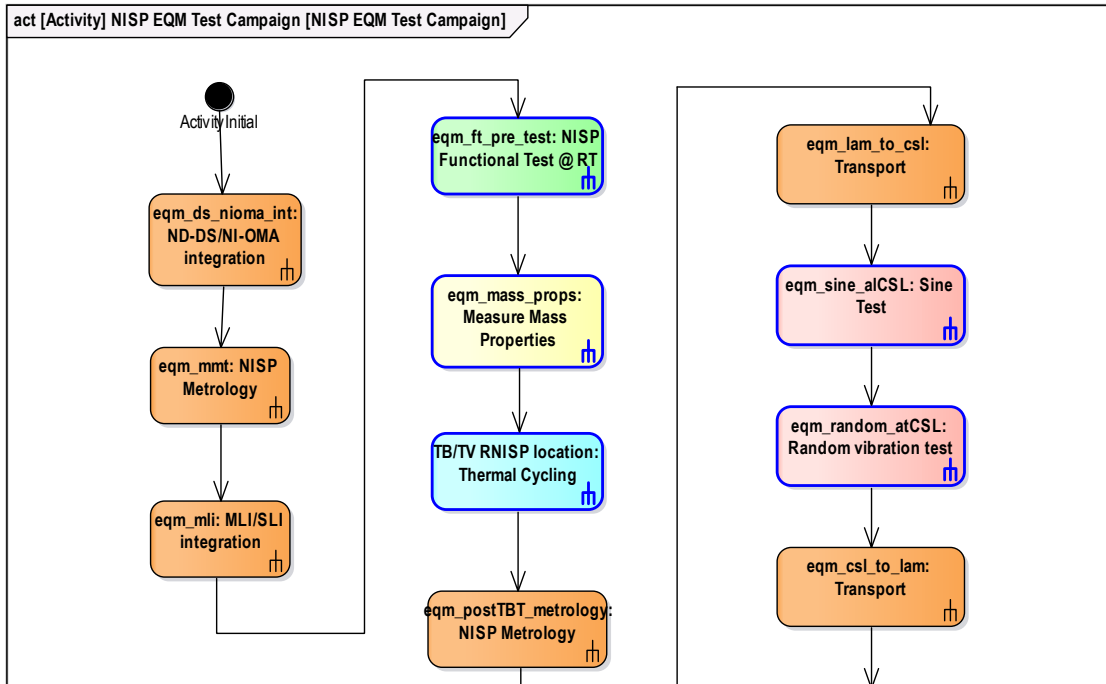 act [Activity] NISP EQM Test Campaign [NISP EQM Test Campaign]
ActivityInitial
eqm_ds_nioma_int:
ND-DS/NI-OMA
integration
eqm_mmt: NISP
Metrology
eqm_mli: MLI/SLI
integration
eqm_ft_pre_test: NISP
Functional Test @ RT
eqm_mass_props:
Measure Mass
Properties
TB/TV RNISP location:
Thermal Cycling
eqm_postTBT_metrology:
NISP Metrology
eqm_lam_to_csl:
Transport
eqm_sine_alCSL: Sine
Test
eqm_random_atCSL:
Random vibration test
eqm_csl_to_lam:
Transport